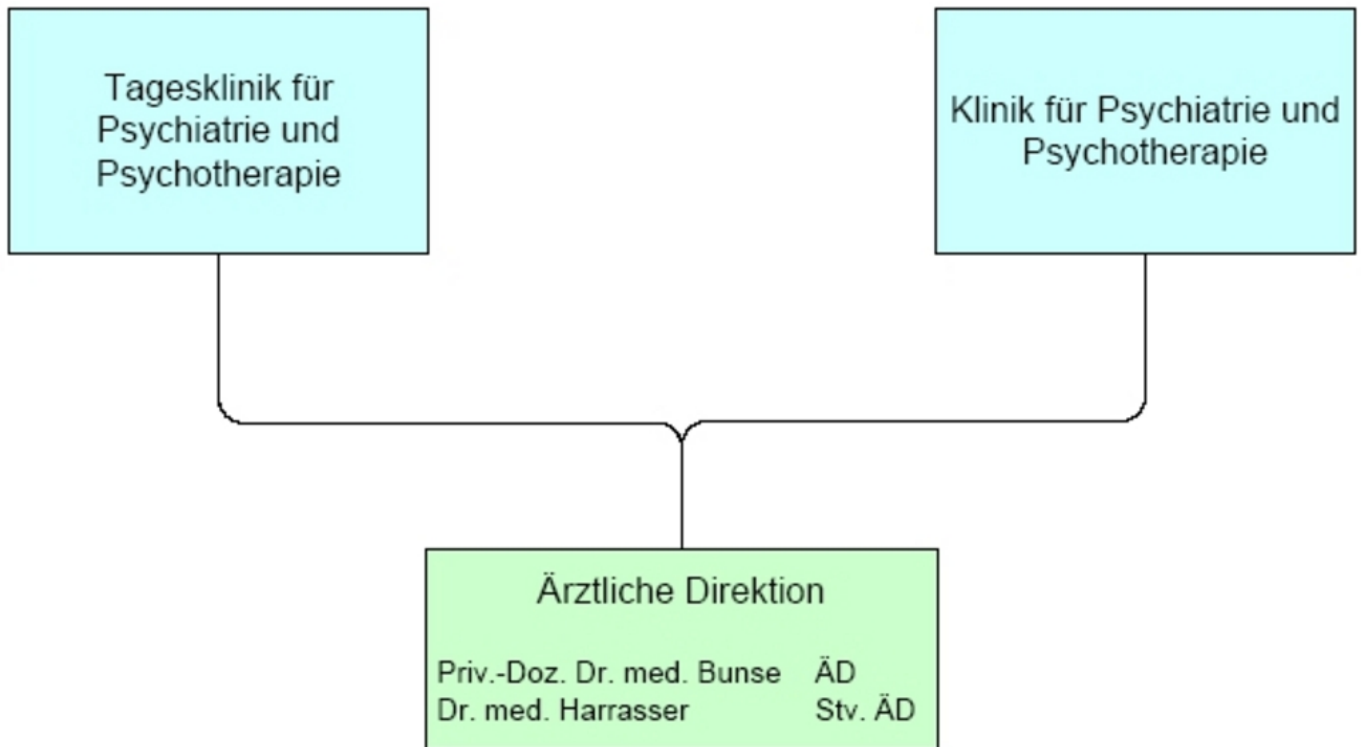 Tagesklinik für
Psychiatrie und
Psychotherapie
Klinik für Psychiatrie und
Psychotherapie
Ärztliche Direktion
Priv.-Doz. Dr. med. Bunse ÄD
Dr. med. Harrasser Stv. ÄD